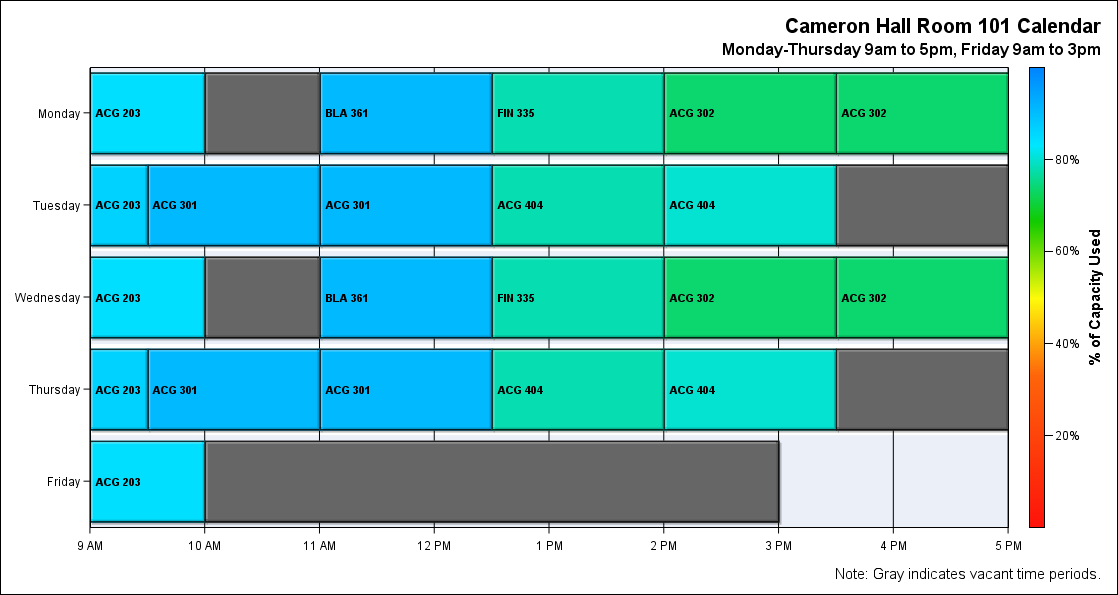 Cameron Hall Room 101 Calendar
Monday-Thursday 9am to 5pm, Friday 9am to 3pm
Monday
ACG 203
BLA 361
FIN 335
ACG 302
ACG 302
Tuesday
ACG 203
ACG 301
ACG 301
ACG 404
ACG 404
Wednesday
ACG 203
BLA 361
FIN 335
ACG 302
ACG 302
Thursday
ACG 203
ACG 301
ACG 301
ACG 404
ACG 404
Friday
ACG 203
9 AM
10 AM
11 AM
12 PM
1 PM
2 PM
3 PM
4 PM
5 PM
80%
60%
40%
20%
% of Capacity Used
Note: Gray indicates vacant time periods.